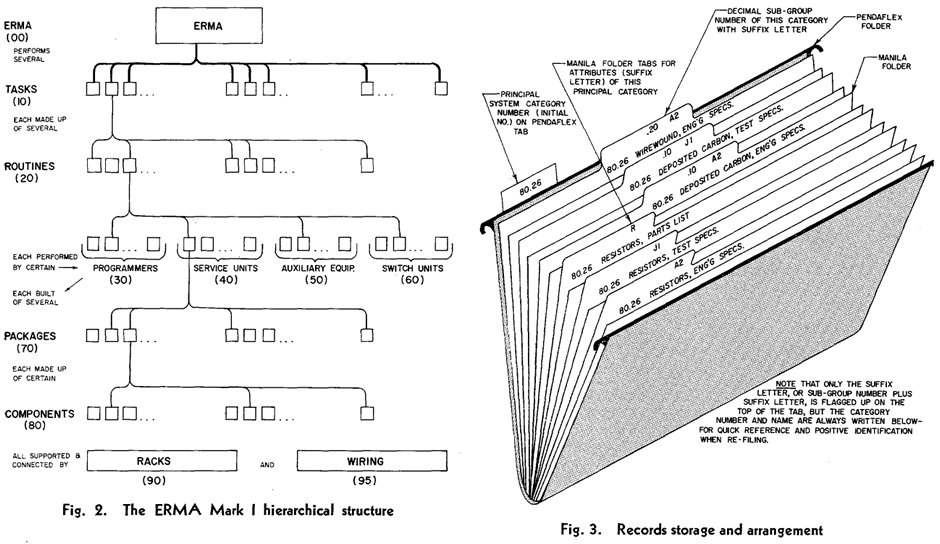 ERMA
(00)
ERMA
PERFORMS
SEVERAL
TASKS
(10)
...
...
EACH MADE UP
OF SEVERAL
ROUTINES
(20)
...
...
EACH PERFORMED
BY CERTAIN
...
...
...
...
PROGRAMMERS
(30)
SERVICE UNITS
(40)
AUXILIARY EQUIP.
(50)
SWITCH UNITS
(60)
EACH BUILT
OF SEVERAL
PACKAGES
(70)
...
...
EACH MADE UP
OF CERTAIN
COMPONENTS
(80)
...
...
ALL SUPPORTED &
CONNECTED BY
RACKS
(90)
AND
WIRING
(95)
Fig. 2. The ERMA Mark I hierarchical structure
DECIMAL SUB-GROUP
NUMBER OF THIS CATEGORY
WITH SUFFIX LETTER
PENDAFLEX
FOLDER
MANILA FOLDER TABS FOR
ATTRIBUTES (SUFFIX
LETTER) OF THIS
PRINCIPAL CATEGORY
MANILA
FOLDER
PRINCIPAL
SYSTEM CATEGORY
NUMBER (INITIAL
NO.) ON PENDAFLEX
TAB
80.26
.20 A2
80.26 WIREWOUND, ENG'G SPECS.
.10 J1
80.26 DEPOSITED CARBON, TEST SPECS.
.10 A2
80.26 DEPOSITED CARBON, ENG'G SPECS.
R
80.26 RESISTORS, PARTS LIST
J1
80.26 RESISTORS, TEST SPECS.
A2
80.26 RESISTORS, ENG'G SPECS.
NOTE THAT ONLY THE SUFFIX
LETTER, OR SUB-GROUP NUMBER PLUS
SUFFIX LETTER, IS FLAGGED UP ON THE
TOP OF THE TAB, BUT THE CATEGORY
NUMBER AND NAME ARE ALWAYS WRITTEN BELOW—
FOR QUICK REFERENCE AND POSITIVE IDENTIFICATION
WHEN RE-FILING.
Fig. 3. Records storage and arrangement